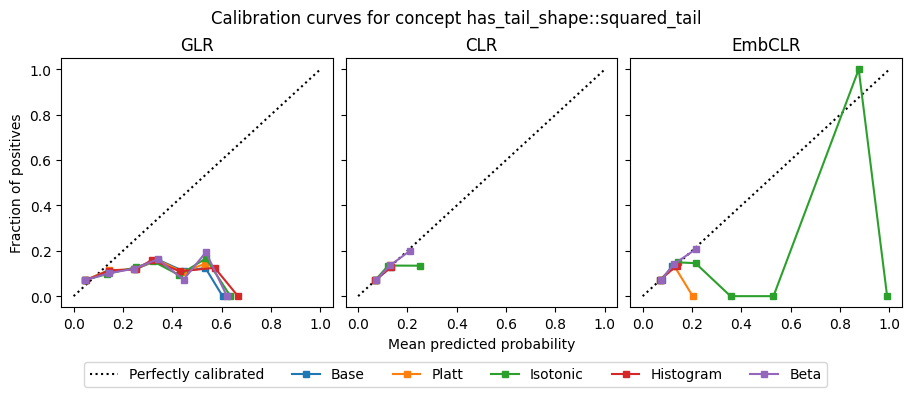 Calibration curves for concept has_tail_shape::squared_tail
GLR
CLR
EmbCLR
1.0
0.8
0.6
0.4
0.2
0.0
Fraction of positives
0.0 0.2 0.4 0.6 0.8 1.0
0.0 0.2 0.4 0.6 0.8 1.0
0.0 0.2 0.4 0.6 0.8 1.0
Mean predicted probability
Perfectly calibrated Base Platt Isotonic Histogram Beta